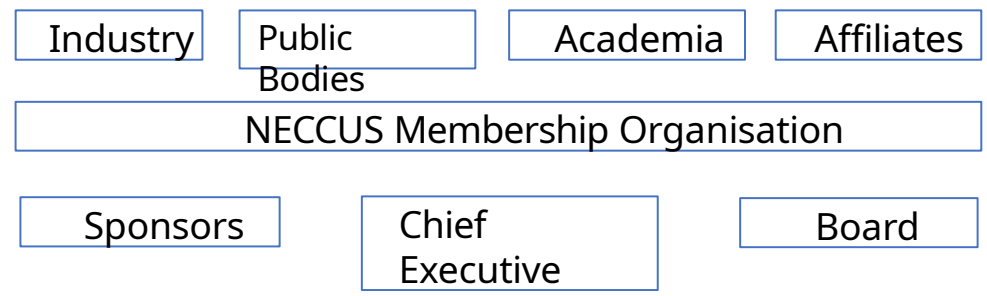 Industry
Public
Bodies
Academia
Affiliates
NECCUS Membership Organisation
Sponsors
Chief
Executive
Board